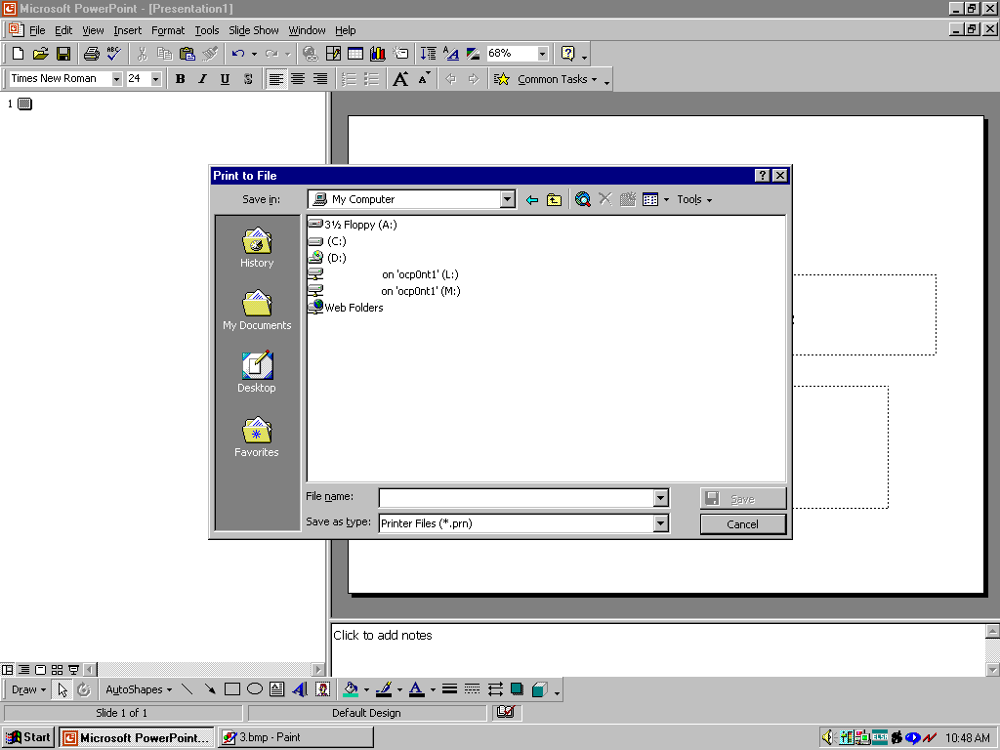 Microsoft PowerPoint - [Presentation1]
File Edit View Insert Format Tools Slide Show Window Help
68%
Times New Roman 24 B I U S A A Common Tasks
1
Print to File
Save in: My Computer Tools
3½ Floppy (A:)
(C:)
(D:)
on 'ocp0nt1' (L:)
on 'ocp0nt1' (M:)
Web Folders
History
My Documents
Desktop
Favorites
File name: Save
Save as type: Printer Files (*.prn) Cancel
Click to add notes
Draw AutoShapes
Slide 1 of 1 Default Design
Start Microsoft PowerPoint... 3.bmp - Paint ELSA 10:48 AM